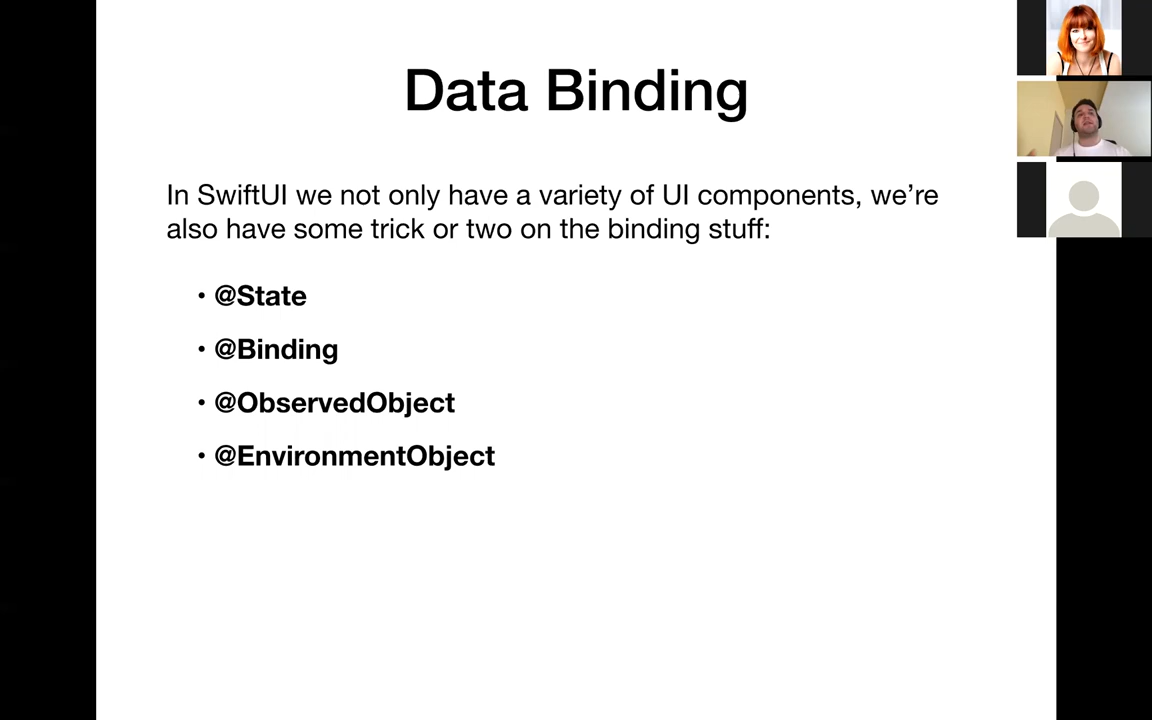 Data Binding
In SwiftUI we not only have a variety of UI components, we’re
also have some trick or two on the binding stuff:
• @State
• @Binding
• @ObservedObject
• @EnvironmentObject